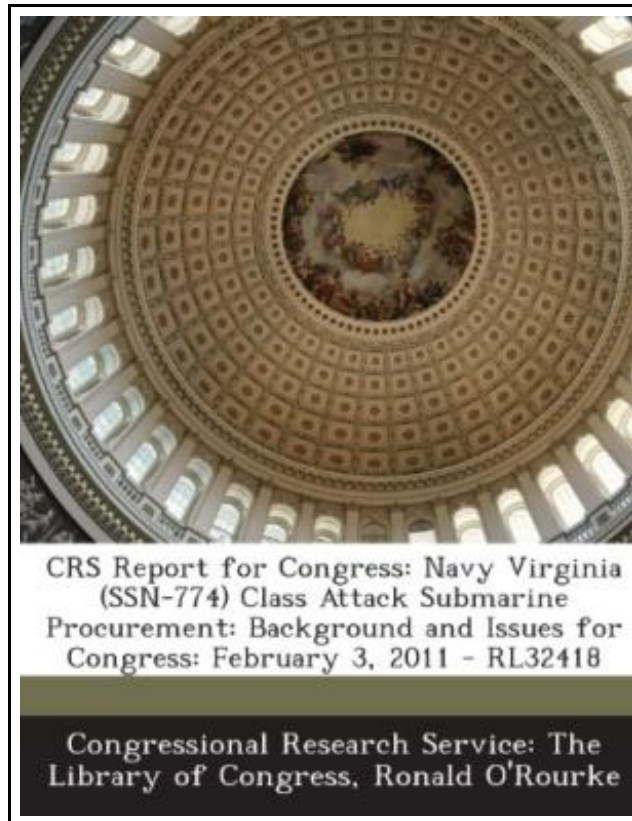 CRS Report for Congress: Navy Virginia
(SSN-774) Class Attack Submarine
Procurement: Background and Issues for
Congress: February 3, 2011 - RL32418
Congressional Research Service: The
Library of Congress, Ronald O'Rourke